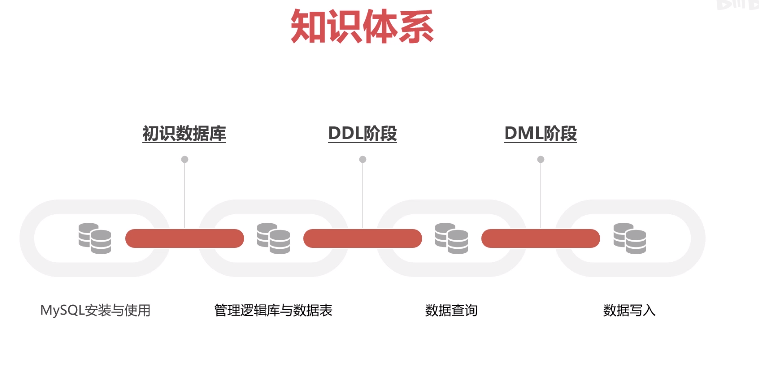 知识体系
初识数据库
DDL阶段
DML阶段
MySQL安装与使用
管理逻辑库与数据表
数据查询
数据写入